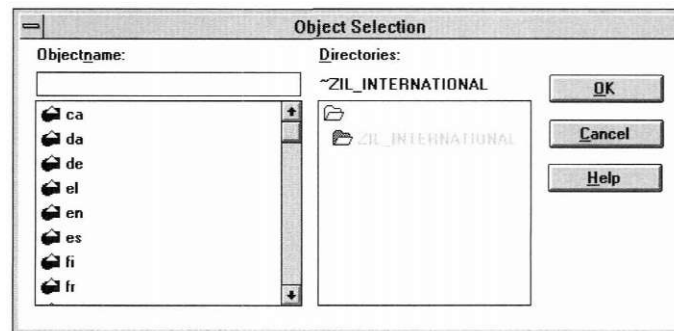 Object Selection
Objectname:
ca
da
de
el
en
es
fi
fr
Directories:
~ZIL_INTERNATIONAL
ZIL_INTERNATIONAL
OK
Cancel
Help